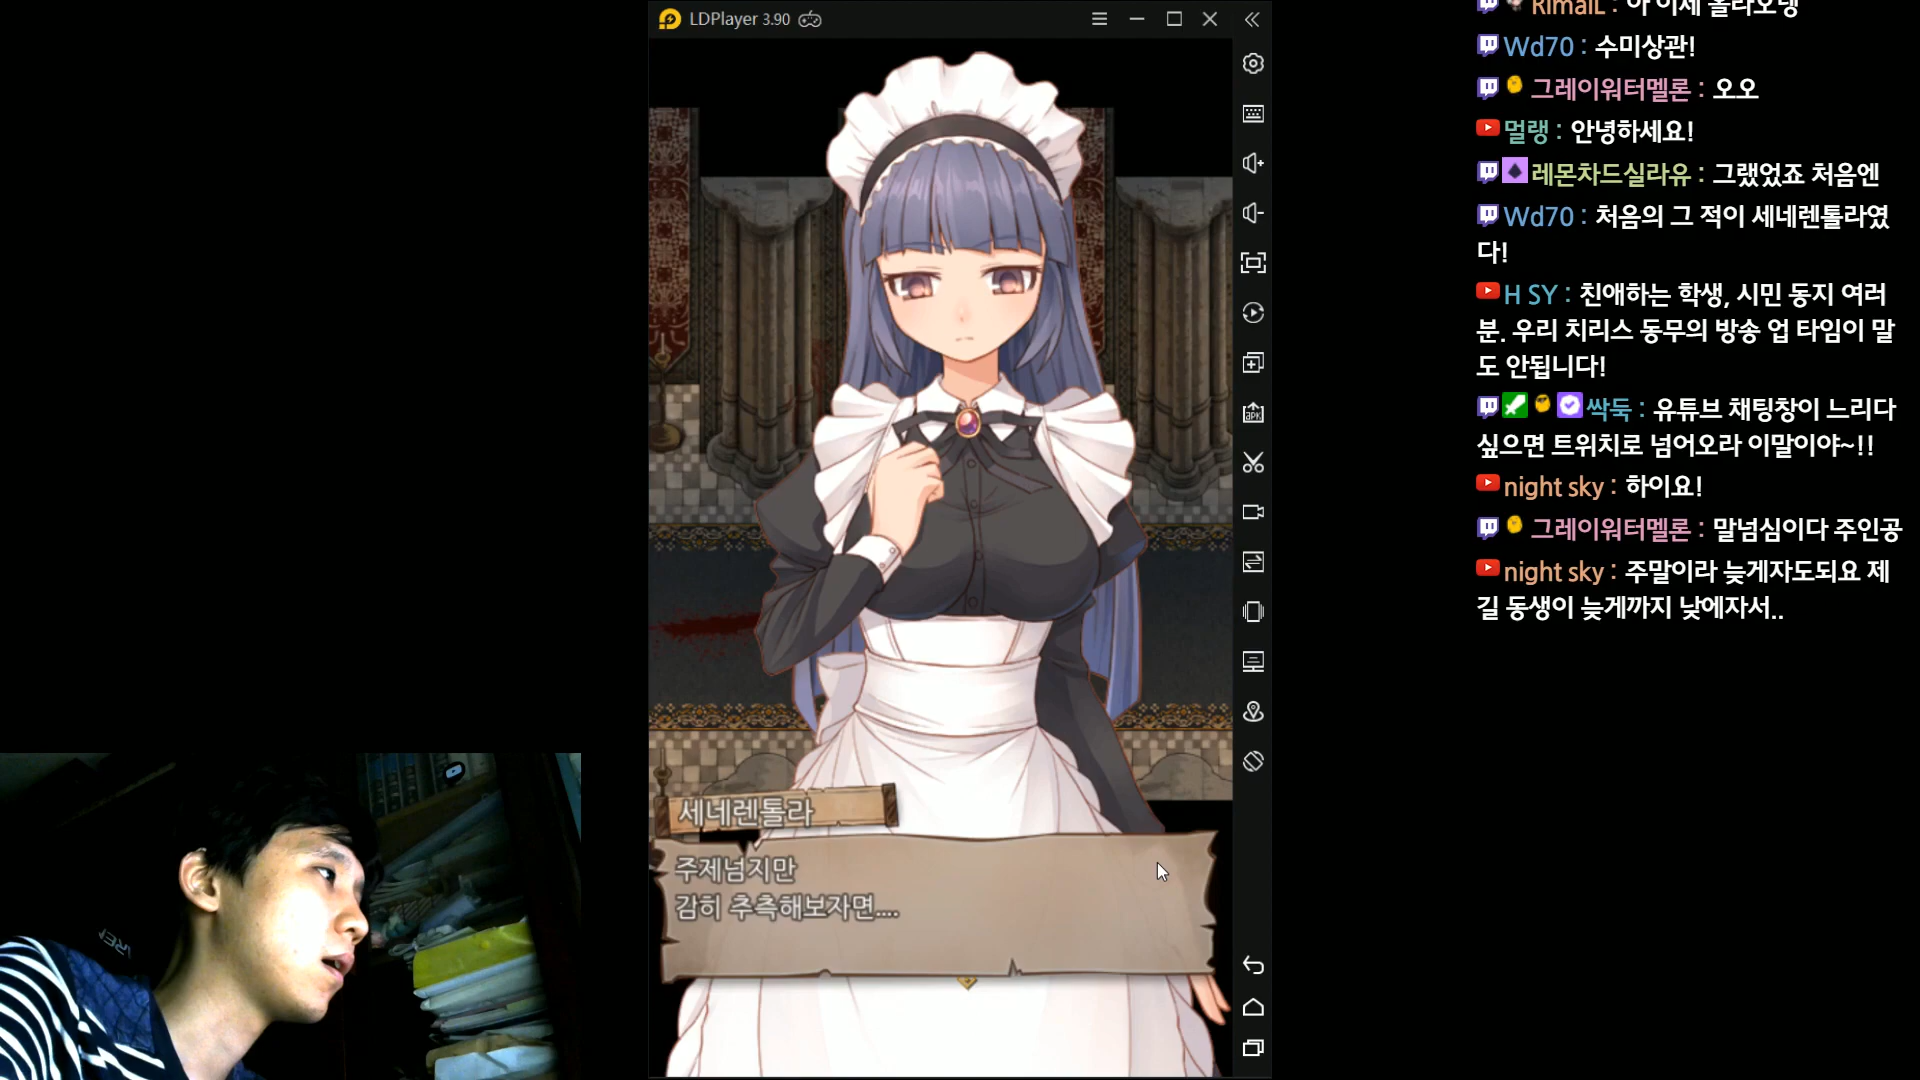 LDPlayer 3.90
세네렌톨라
주제넘지만
감히 추측해보자면....
RimaiL : 아 이제 올라오넹
Wd70 : 수미상관!
그레이워터멜론 : 오오
멀랭 : 안녕하세요!
레몬차드실라유 : 그랬었죠 처음엔
Wd70 : 처음의 그 적이 세네렌톨라였
다!
H SY : 친애하는 학생, 시민 동지 여러
분. 우리 치리스 동무의 방송 업 타임이 말
도 안됩니다!
싹둑 : 유튜브 채팅창이 느리다
싶으면 트위치로 넘어오라 이말이야~!!
night sky : 하이요!
그레이워터멜론 : 말넘심이다 주인공
night sky : 주말이라 늦게자도되요 제
길 동생이 늦게까지 낮에자서..